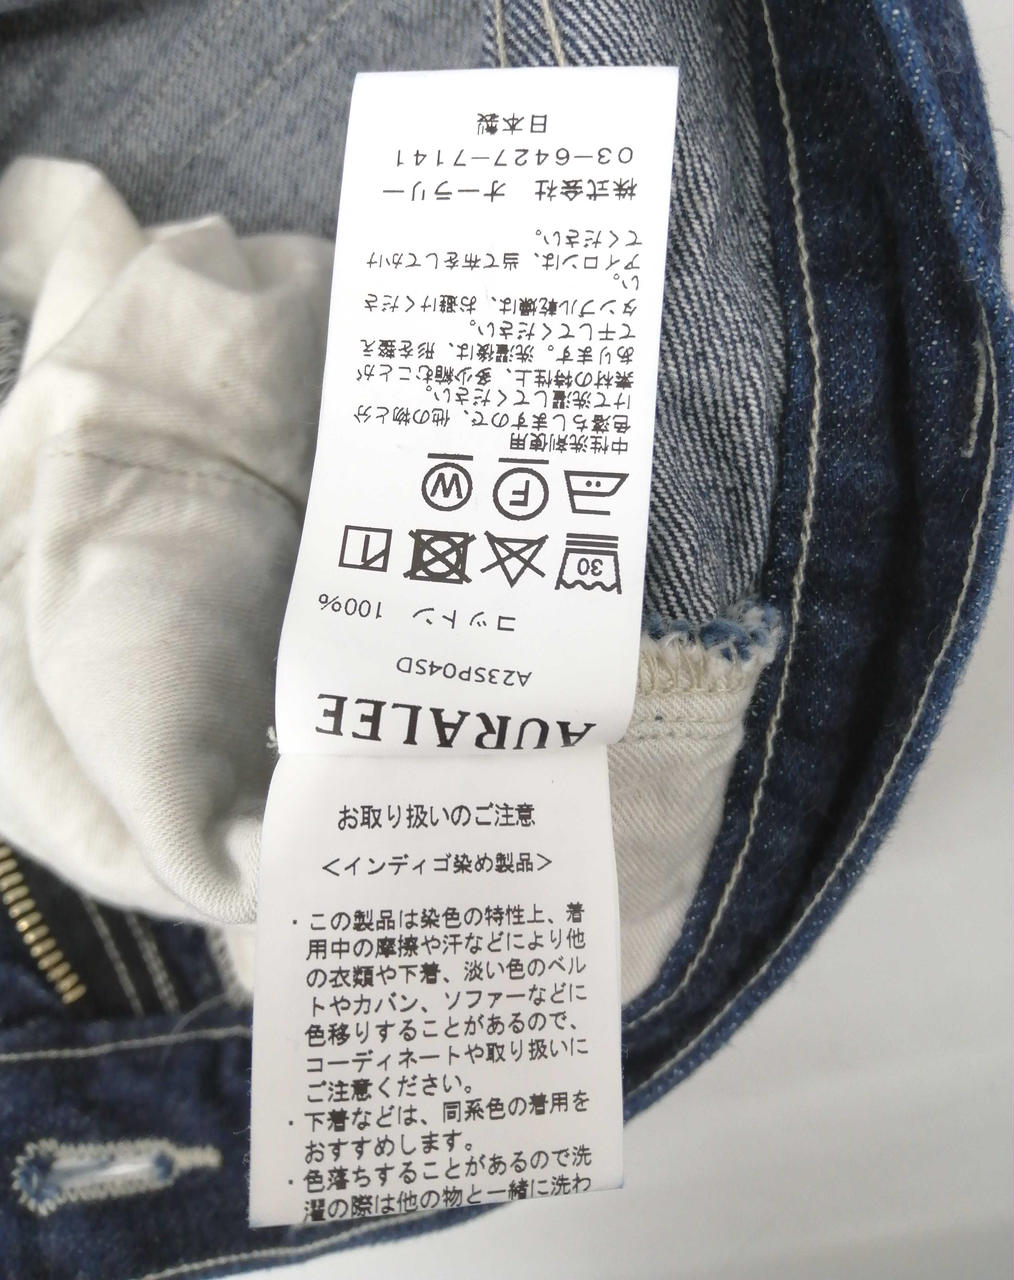 AURALEE
A23SP04SD
コットン 100%
30
F
W
中性洗剤使用
色落ちしますので、他の物と分
けて洗濯してください。
素材の特性上、多少縮むことが
あります。洗濯後は、形を整え
て干してください。
タンブル乾燥は、お避けくださ
い。
アイロンは、当て布をしてかけ
てください。
株式会社 オーラリー
03-6427-7141
日本製
お取り扱いのご注意
<インディゴ染め製品>
・この製品は染色の特性上、着
用中の摩擦や汗などにより他
の衣類や下着、淡い色のベル
トやカバン、ソファーなどに
色移りすることがあるので、
コーディネートや取り扱いに
ご注意ください。
・下着などは、同系色の着用を
おすすめします。
・色落ちすることがあるので洗
濯の際は他の物と一緒に洗わ